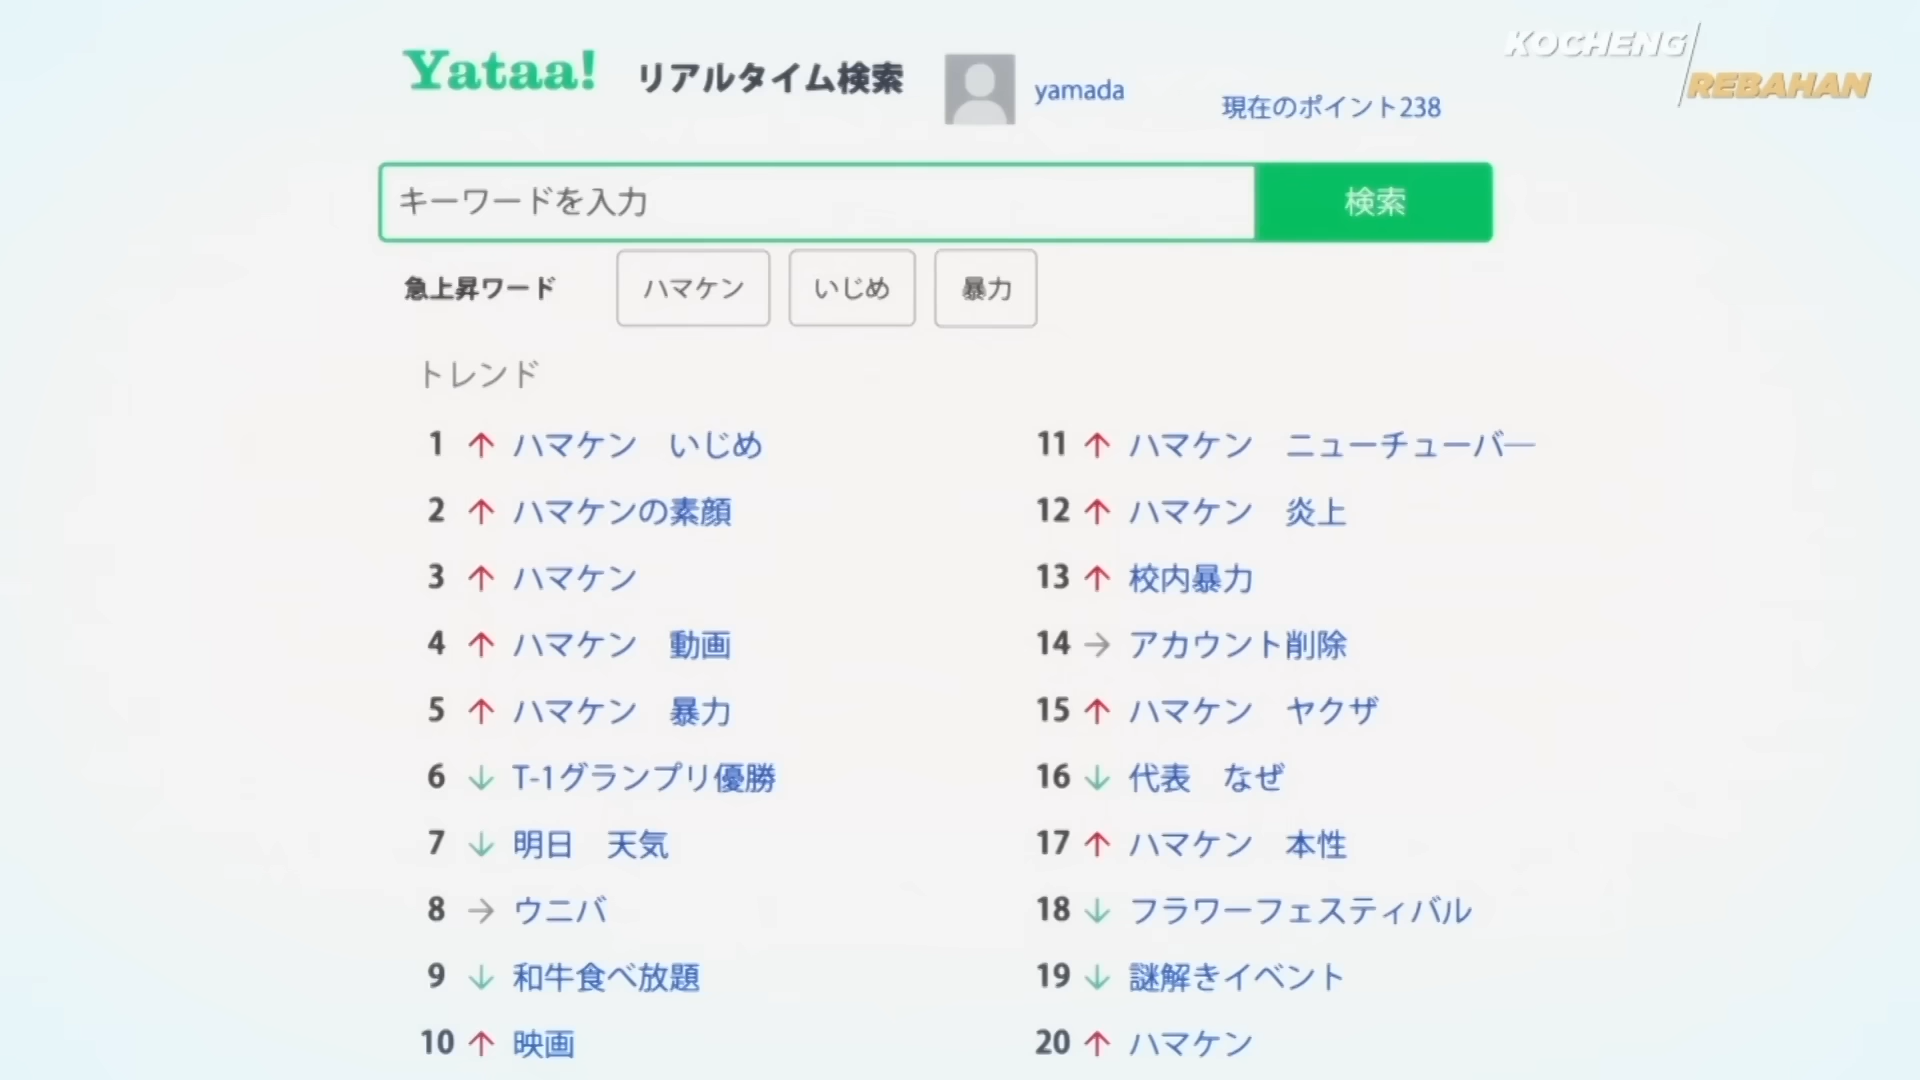 Yataa! リアルタイム検索 yamada 現在のポイント238
KOCHENG
REBAHAN
キーワードを入力 検索
急上昇ワード ハマケン いじめ 暴力
トレンド
1 ↑ ハマケン　いじめ
2 ↑ ハマケンの素顔
3 ↑ ハマケン
4 ↑ ハマケン　動画
5 ↑ ハマケン　暴力
6 ↓ T-1グランプリ優勝
7 ↓ 明日　天気
8 → ウニバ
9 ↓ 和牛食べ放題
10 ↑ 映画
11 ↑ ハマケン　ニューチューバ―
12 ↑ ハマケン　炎上
13 ↑ 校内暴力
14 → アカウント削除
15 ↑ ハマケン　ヤクザ
16 ↓ 代表　なぜ
17 ↑ ハマケン　本性
18 ↓ フラワーフェスティバル
19 ↓ 謎解きイベント
20 ↑ ハマケン